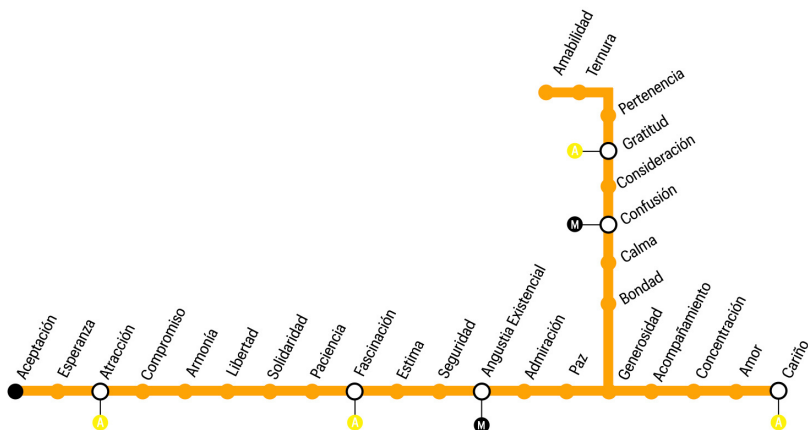 Amabilidad
Ternura
Pertenencia
Gratitud
A
Consideración
Confusión
M
Calma
Bondad
Aceptación
Esperanza
Atracción
Compromiso
Armonía
Libertad
Solidaridad
Paciencia
Fascinación
Estima
Seguridad
Angustia Existencial
Admiración
Paz
Generosidad
Acompañamiento
Concentración
Amor
Cariño
A
A
M
A